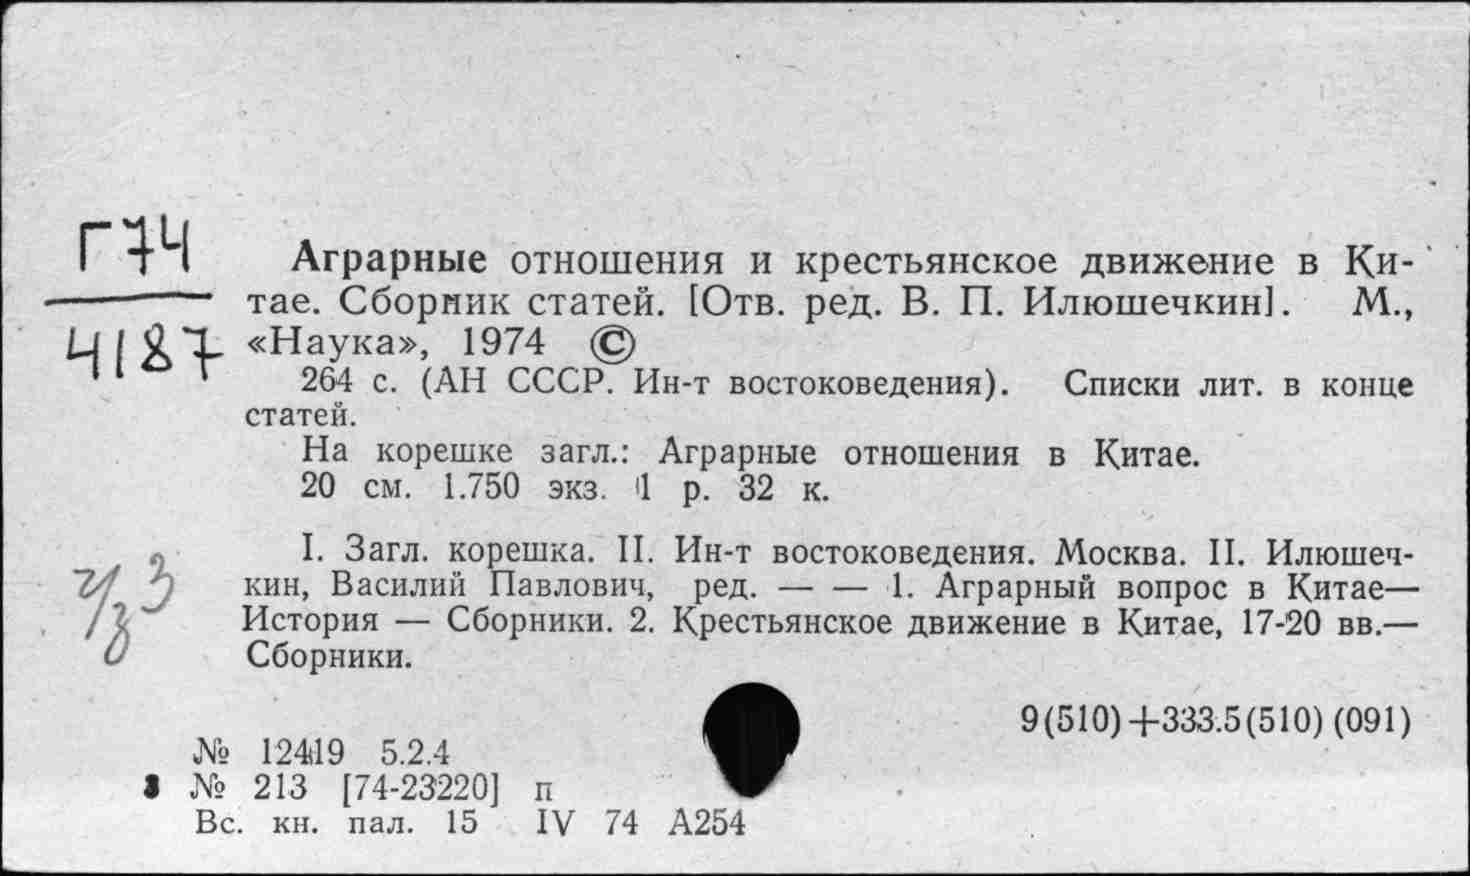 Г74
4187
Аграрные отношения и крестьянское движение в Ки-
тае. Сборник статей. [Отв. ред. В. П. Илюшечкин]. М.,
«Наука», 1974 ©
264 с. (АН СССР. Ин-т востоковедения). Списки лит. в конце
статей.
На корешке загл.: Аграрные отношения в Китае.
20 см. 1.750 экз. 1 р. 32 к.
I. Загл. корешка. II. Ин-т востоковедения. Москва. II. Илюшеч-
кин, Василий Павлович, ред. — — 1. Аграрный вопрос в Китае—
История — Сборники. 2. Крестьянское движение в Китае, 17-20 вв.—
Сборники.
9(510)+333.5(510)(091)
№ 12419 5.2.4
№ 213 [74-23220] п
Вс. кн. пал. 15 IV 74 А254